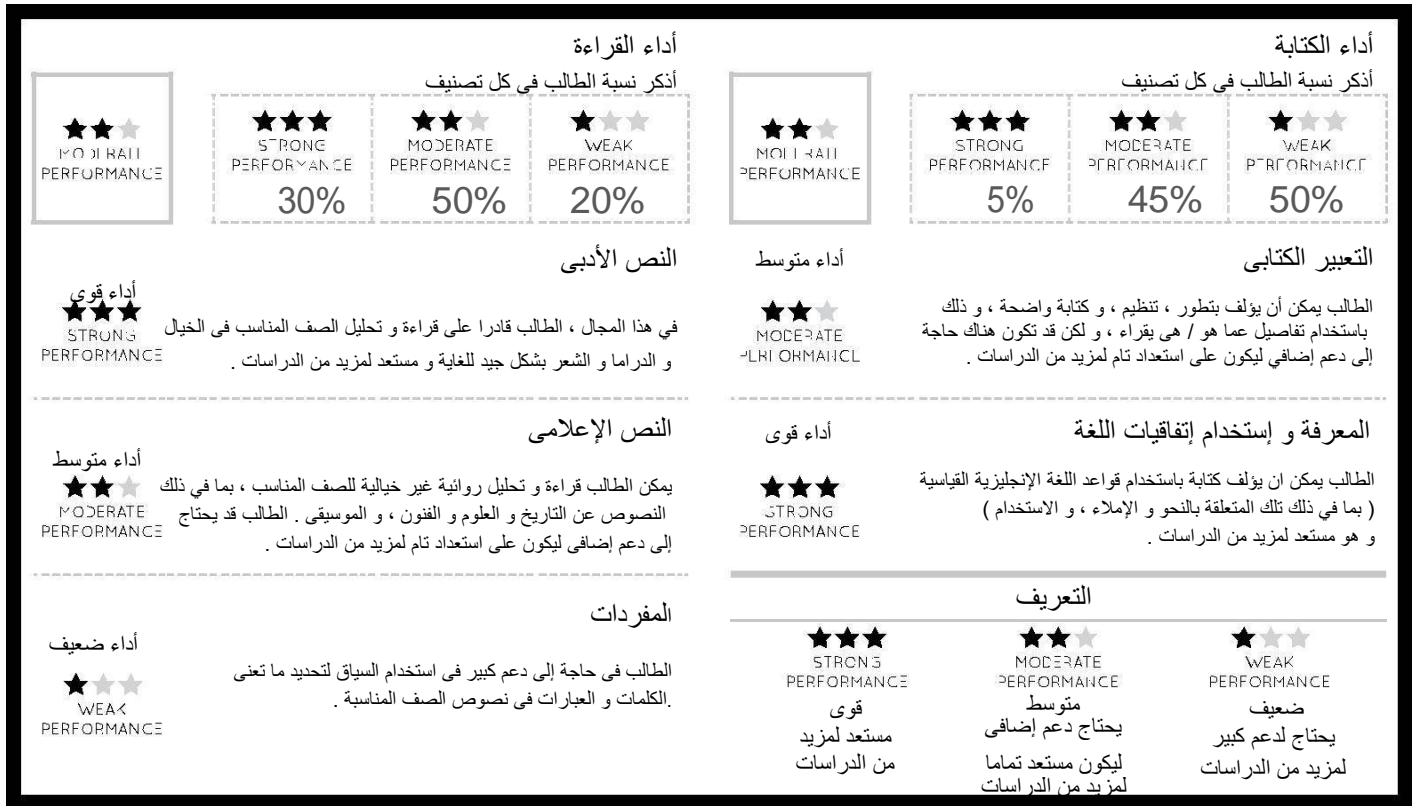 أداء الكتابة
أذكر نسبة الطالب فى كل تصنيف
WEAK PERFORMANCE
50%
MODERATE PERFORMANCE
45%
STRONG PERFORMANCE
5%
MODERATE PERFORMANCE
التعبير الكتابى
أداء متوسط
الطالب يمكن أن يؤلف بتطور ، تنظيم ، و كتابة واضحة ، و ذلك
باستخدام تفاصيل عما هو / هى يقراء ، و لكن قد تكون هناك حاجة
إلى دعم إضافي ليكون على استعداد تام لمزيد من الدراسات .
MODERATE
PERFORMANCE
المعرفة و إستخدام إتفاقيات اللغة
أداء قوى
الطالب يمكن ان يؤلف كتابة باستخدام قواعد اللغة الإنجليزية القياسية
( بما في ذلك تلك المتعلقة بالنحو و الإملاء ، و الاستخدام )
و هو مستعد لمزيد من الدراسات .
STRONG
PERFORMANCE
التعريف
WEAK
PERFORMANCE
ضعيف
يحتاج لدعم كبير
لمزيد من الدراسات
MODERATE
PERFORMANCE
متوسط
يحتاج دعم إضافى
ليكون مستعد تماما
لمزيد من الدراسات
STRONG
PERFORMANCE
قوى
مستعد لمزيد
من الدراسات
أداء القراءة
أذكر نسبة الطالب فى كل تصنيف
WEAK
PERFORMANCE
20%
MODERATE
PERFORMANCE
50%
STRONG
PERFORMANCE
30%
MODERATE
PERFORMANCE
النص الأدبى
أداء قوى
STRONG
PERFORMANCE
في هذا المجال ، الطالب قادرا على قراءة و تحليل الصف المناسب فى الخيال
و الدراما و الشعر بشكل جيد للغاية و مستعد لمزيد من الدراسات .
النص الإعلامى
أداء متوسط
MODERATE
PERFORMANCE
يمكن الطالب قراءة و تحليل روائية غير خيالية للصف المناسب ، بما في ذلك
النصوص عن التاريخ و العلوم و الفنون ، و الموسيقى . الطالب قد يحتاج
إلى دعم إضافى ليكون على استعداد تام لمزيد من الدراسات .
المفردات
أداء ضعيف
WEAK
PERFORMANCE
الطالب فى حاجة إلى دعم كبير فى استخدام السياق لتحديد ما تعنى
.الكلمات و العبارات فى نصوص الصف المناسبة .